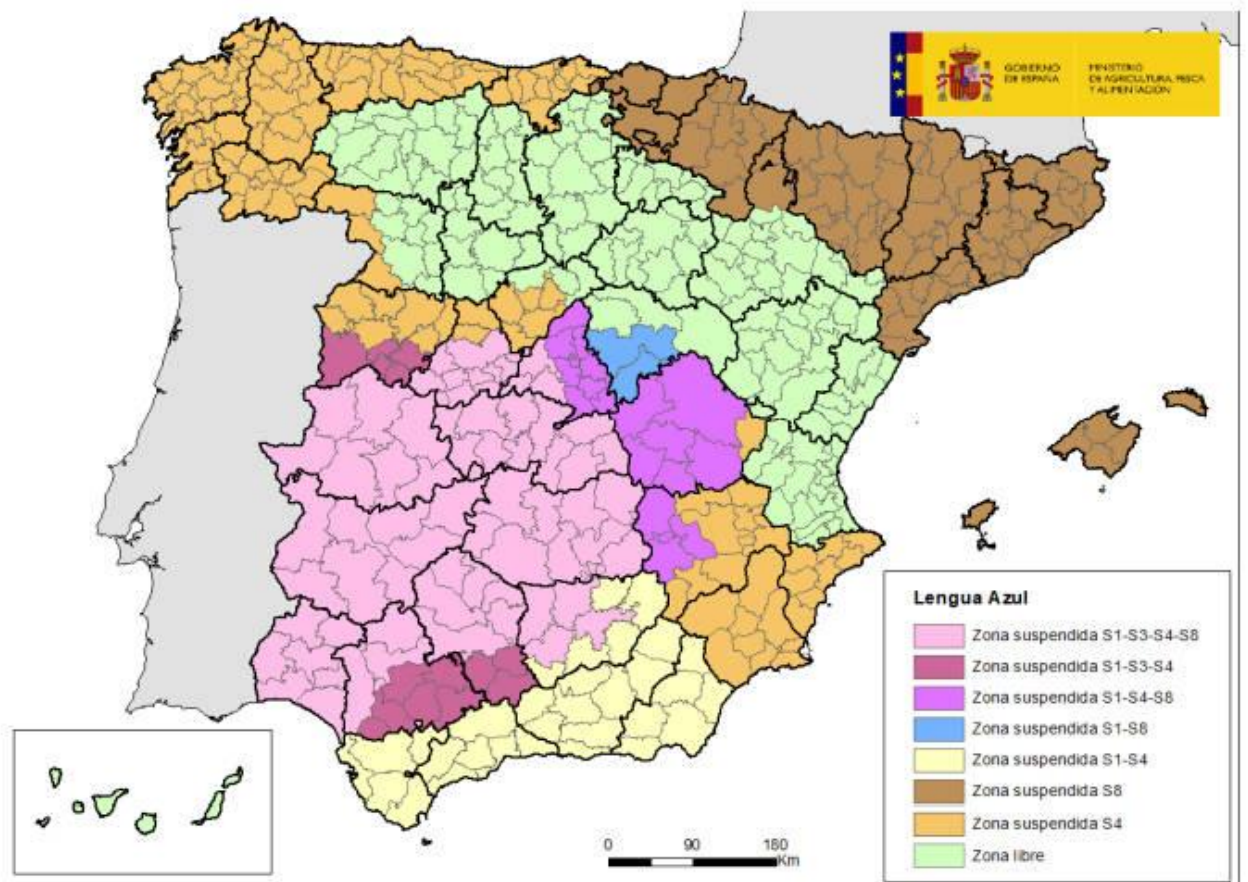 GOBIERNO
DE ESPAÑA
MINISTERIO
DE AGRICULTURA, PESCA
Y ALIMENTACIÓN
Lengua Azul
Zona suspendida S1-S3-S4-S8
Zona suspendida S1-S3-S4
Zona suspendida S1-S4-S8
Zona suspendida S1-S8
Zona suspendida S1-S4
Zona suspendida S8
Zona suspendida S4
Zona libre
0 90 180
Km